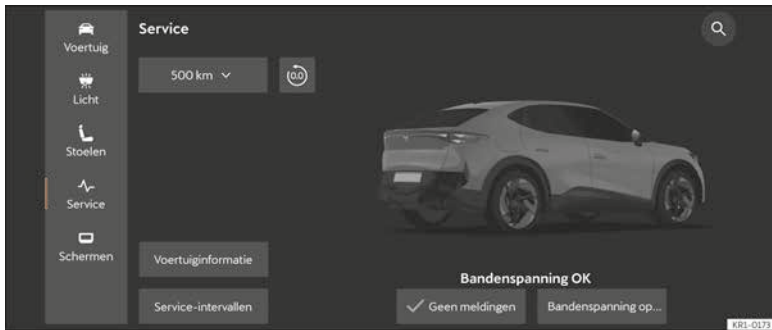 Voertuig
Licht
Stoelen
Service
Schermen
Service
500 km
0.0
Voertuiginformatie
Service-intervallen
Bandenspanning OK
Geen meldingen
Bandenspanning op...
KR1-0173